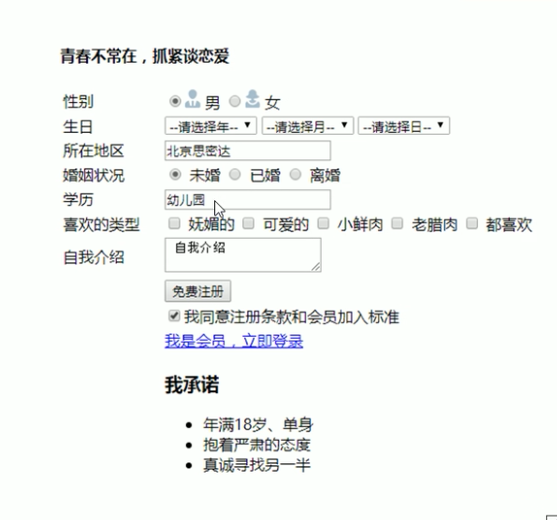 青春不常在，抓紧谈恋爱
性别 男 女
生日 --请选择年-- --请选择月-- --请选择日--
所在地区 北京思密达
婚姻状况 未婚 已婚 离婚
学历 幼儿园
喜欢的类型 妩媚的 可爱的 小鲜肉 老腊肉 都喜欢
自我介绍 自我介绍
免费注册
我同意注册条款和会员加入标准
我是会员，立即登录
我承诺
年满18岁、单身
抱着严肃的态度
真诚寻找另一半